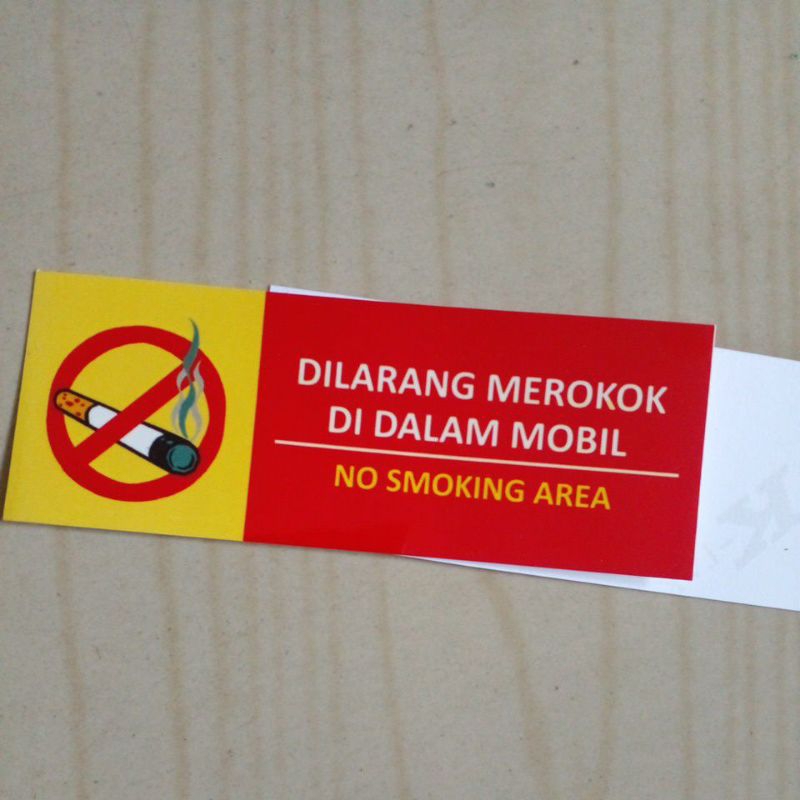 DILARANG MEROKOK
DI DALAM MOBIL
NO SMOKING AREA